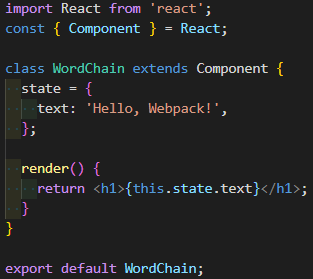 import React from 'react';
const { Component } = React;

class WordChain extends Component {
  state = {
    text: 'Hello, Webpack!',
  };

  render() {
    return <h1>{this.state.text}</h1>;
  }
}

export default WordChain;